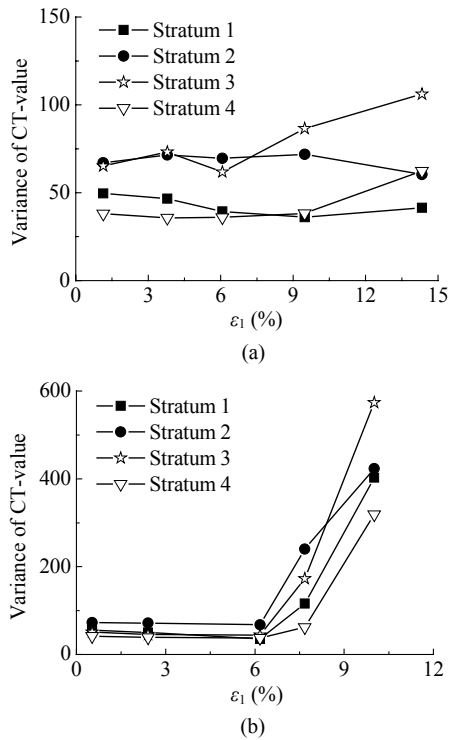 Stratum 1
Stratum 2
Stratum 3
Stratum 4
150
100
50
0
Variance of CT-value
0 3 6 9 12 15
ε1 (%)
(a)
Stratum 1
Stratum 2
Stratum 3
Stratum 4
600
400
200
0
Variance of CT-value
0 3 6 9 12
ε1 (%)
(b)